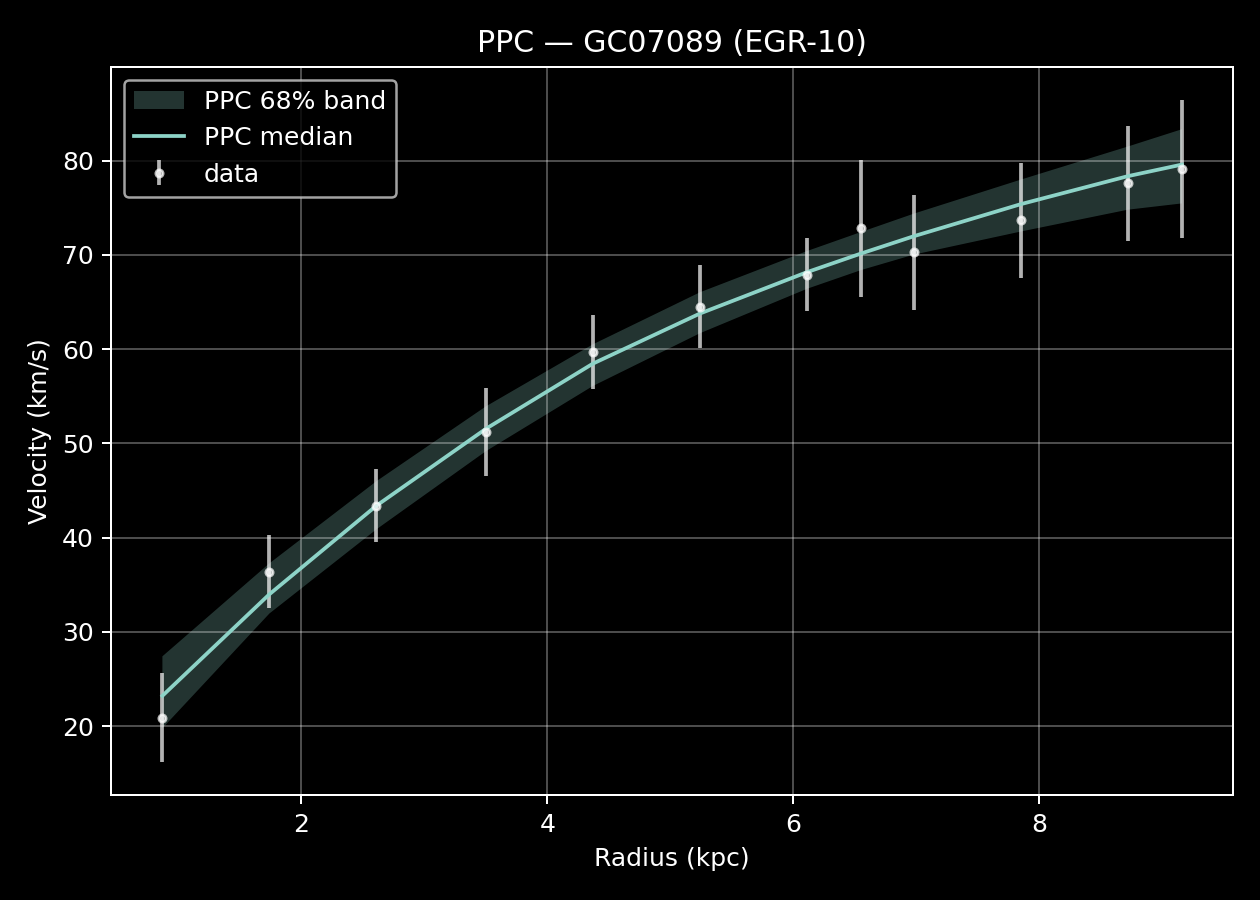 PPC — GC07089 (EGR-10)
PPC 68% band
PPC median
data
80
70
60
50
40
30
20
Velocity (km/s)
2
4
6
8
Radius (kpc)